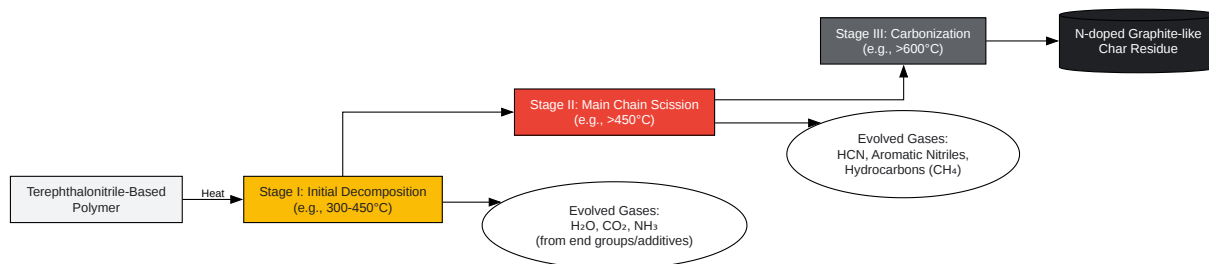 Terephthalonitrile-Based
Polymer
Heat
Stage I: Initial Decomposition
(e.g., 300-450°C)
Evolved Gases:
H₂O, CO₂, NH₃
(from end groups/additives)
Stage II: Main Chain Scission
(e.g., >450°C)
Evolved Gases:
HCN, Aromatic Nitriles,
Hydrocarbons (CH₄)
Stage III: Carbonization
(e.g., >600°C)
N-doped Graphite-like
Char Residue